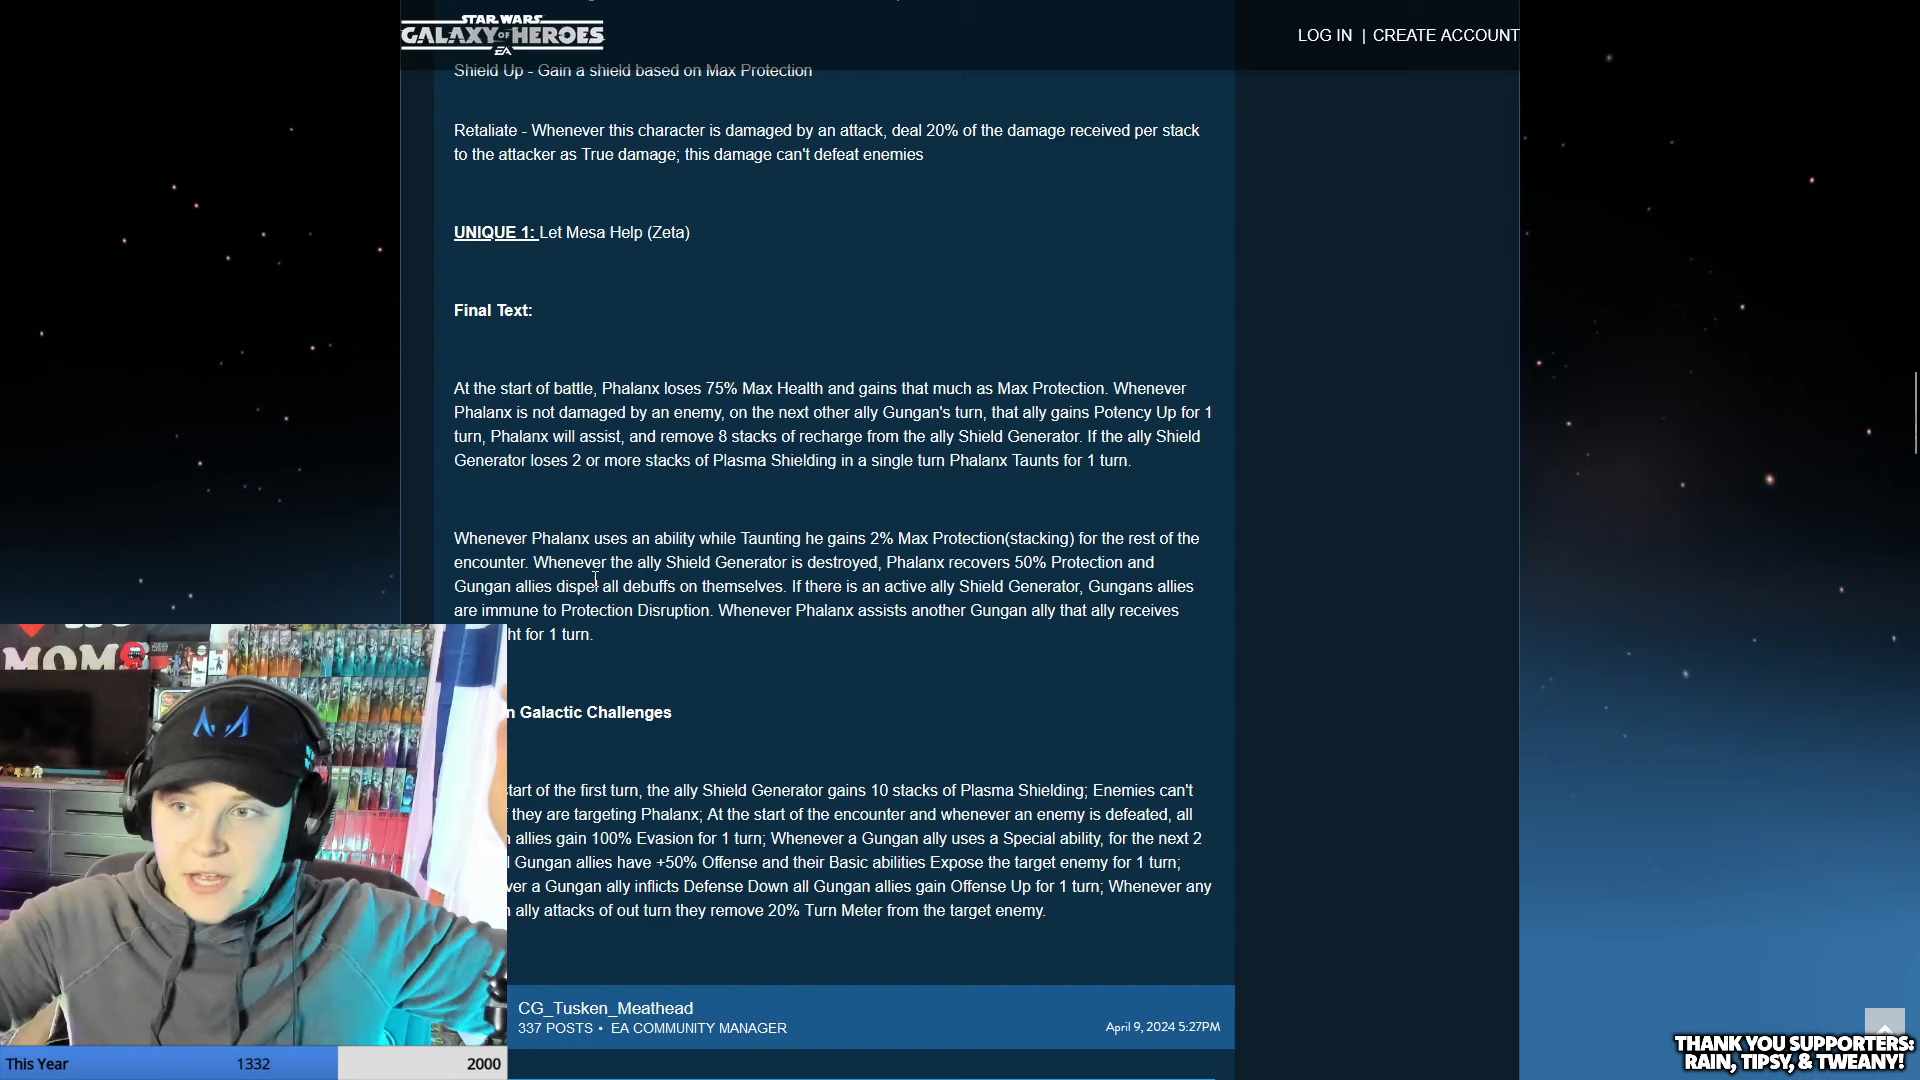 STAR WARS
GALAXY OF HEROES
EA
LOG IN | CREATE ACCOUNT
Shield Up - Gain a shield based on Max Protection
Retaliate - Whenever this character is damaged by an attack, deal 20% of the damage received per stack
to the attacker as True damage; this damage can't defeat enemies
UNIQUE 1: Let Mesa Help (Zeta)
Final Text:
At the start of battle, Phalanx loses 75% Max Health and gains that much as Max Protection. Whenever
Phalanx is not damaged by an enemy, on the next other ally Gungan's turn, that ally gains Potency Up for 1
turn, Phalanx will assist, and remove 8 stacks of recharge from the ally Shield Generator. If the ally Shield
Generator loses 2 or more stacks of Plasma Shielding in a single turn Phalanx Taunts for 1 turn.
Whenever Phalanx uses an ability while Taunting he gains 2% Max Protection(stacking) for the rest of the
encounter. Whenever the ally Shield Generator is destroyed, Phalanx recovers 50% Protection and
Gungan allies dispel all debuffs on themselves. If there is an active ally Shield Generator, Gungans allies
are immune to Protection Disruption. Whenever Phalanx assists another Gungan ally that ally receives
ht for 1 turn.
n Galactic Challenges
start of the first turn, the ally Shield Generator gains 10 stacks of Plasma Shielding; Enemies can't
they are targeting Phalanx; At the start of the encounter and whenever an enemy is defeated, all
allies gain 100% Evasion for 1 turn; Whenever a Gungan ally uses a Special ability, for the next 2
Gungan allies have +50% Offense and their Basic abilities Expose the target enemy for 1 turn;
ver a Gungan ally inflicts Defense Down all Gungan allies gain Offense Up for 1 turn; Whenever any
ally attacks of out turn they remove 20% Turn Meter from the target enemy.
MOMS
CG_Tusken_Meathead
337 POSTS • EA COMMUNITY MANAGER
April 9, 2024 5:27PM
This Year 1332 2000
THANK YOU SUPPORTERS:
RAIN, TIPSY, & TWEANY!